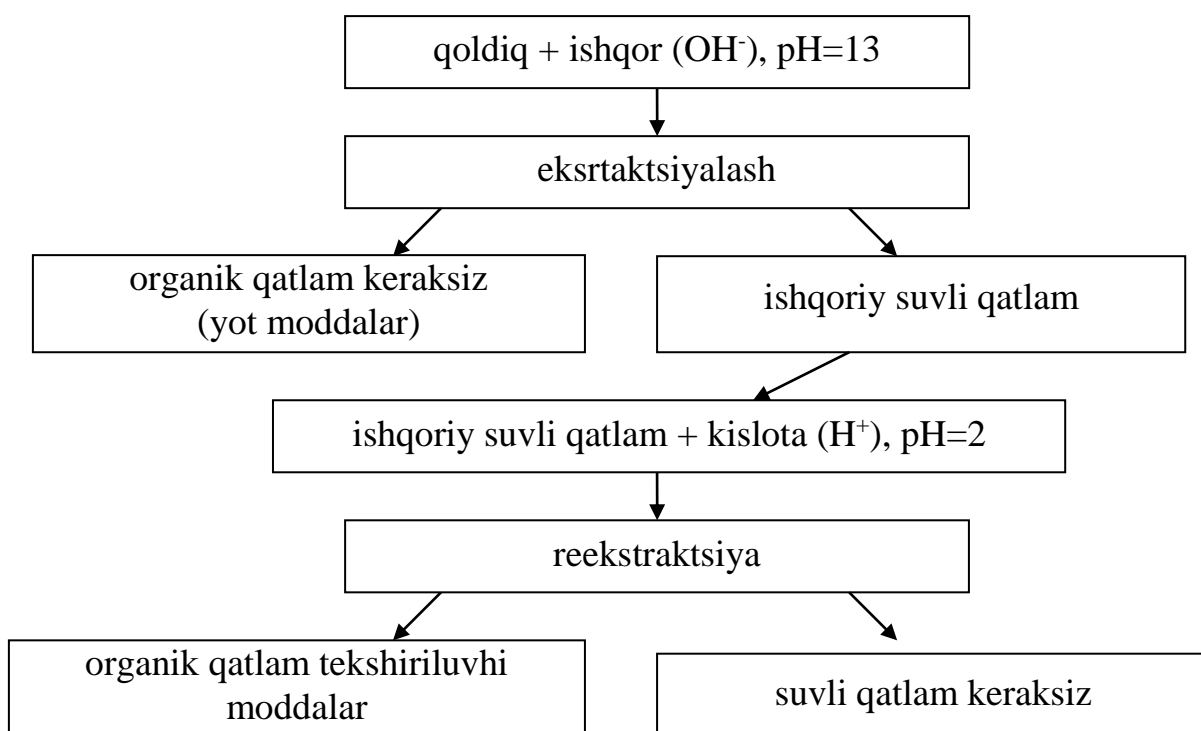 qoldiq + ishqor (OH⁻), pH=13
eksrtaktsiyalash
organik qatlam keraksiz
(yot moddalar)
ishqoriy suvli qatlam
ishqoriy suvli qatlam + kislota (H⁺), pH=2
reekstraktsiya
organik qatlam tekshiriluvhi
moddalar
suvli qatlam keraksiz